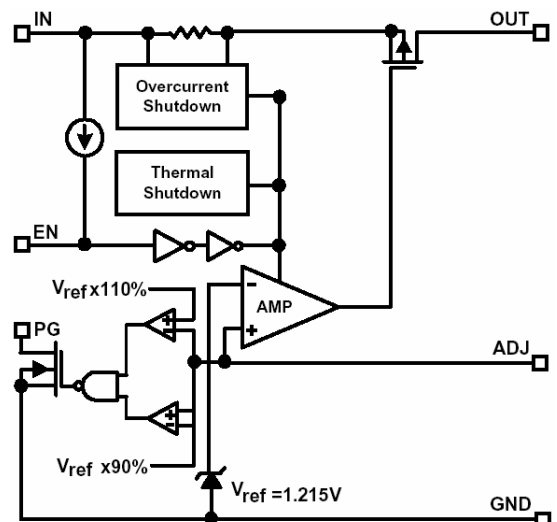 IN
OUT
Overcurrent
Shutdown
Thermal
Shutdown
EN
Vref x110%
AMP
-
+
PG
+
-
ADJ
+
-
Vref x90%
Vref =1.215V
GND